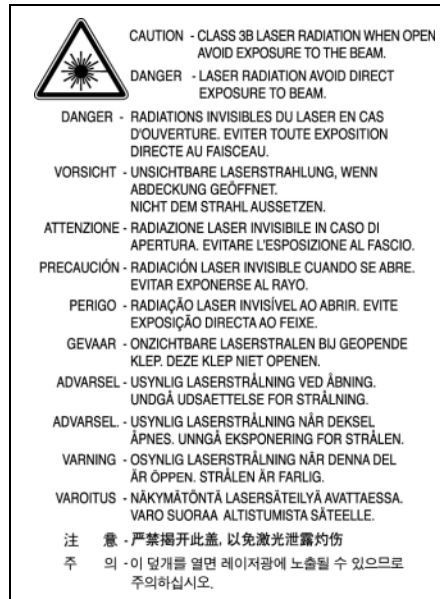 CAUTION - CLASS 3B LASER RADIATION WHEN OPEN
AVOID EXPOSURE TO THE BEAM.
DANGER - LASER RADIATION AVOID DIRECT
EXPOSURE TO BEAM.
DANGER - RADIATIONS INVISIBLES DU LASER EN CAS
D'OUVERTURE. EVITER TOUTE EXPOSITION
DIRECTE AU FAISCEAU.
VORSICHT - UNSICHTBARE LASERSTRAHLUNG, WENN
ABDECKUNG GEÖFFNET.
NICHT DEM STRAHL AUSSETZEN.
ATTENZIONE - RADIAZIONE LASER INVISIBILE IN CASO DI
APERTURA. EVITARE L'ESPOSIZIONE AL FASCIO.
PRECAUCIÓN - RADIACIÓN LASER INVISIBLE CUANDO SE ABRE.
EVITAR EXPONERSE AL RAYO.
PERIGO - RADIAÇÃO LASER INVISÍVEL AO ABRIR. EVITE
EXPOSIÇÃO DIRECTA AO FEIXE.
GEVAAR - ONZICHTBARE LASERSTRALEN BIJ GEOPENDE
KLEP. DEZE KLEP NIET OPENEN.
ADVARSEL - USYNLIG LASERSTRÅLNING VED ÅBNING.
UNDGÅ UDSAETTELSE FOR STRÅLNING.
ADVARSEL. - USYNLIG LASERSTRÅLNING NÅR DEKSEL
ÅPNES. UNNGÅ EKSPONERING FOR STRÅLEN.
VARNING - OSYNLIG LASERSTRÅLNING NÄR DENNA DEL
ÄR ÖPPEN. STRÅLEN ÄR FARLIG.
VAROITUS - NÄKYMÄTÖNTÄ LASERSÄTEILYÄ AVATTAESSA.
VARO SUORAA ALTISTUMISTA SÄTEELLE.
注 意 - 严禁揭开此盖, 以免激光泄露灼伤
주 의 - 이 덮개를 열면 레이저광에 노출될 수 있으므로
주의하십시오.